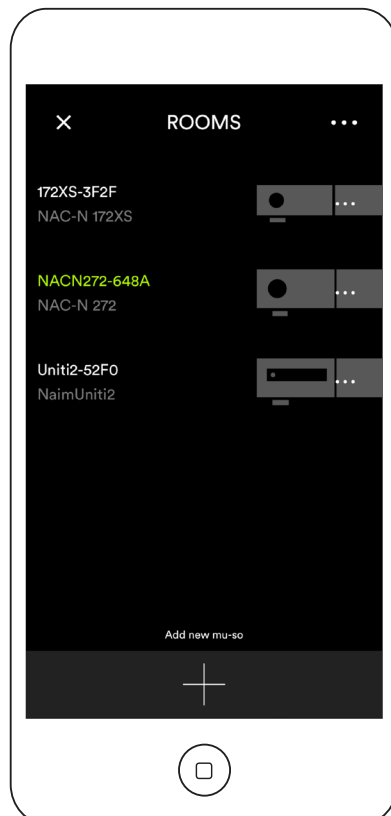 ROOMS
172XS-3F2F
NAC-N 172XS
NACN272-648A
NAC-N 272
Uniti2-52F0
NaimUniti2
Add new mu-so